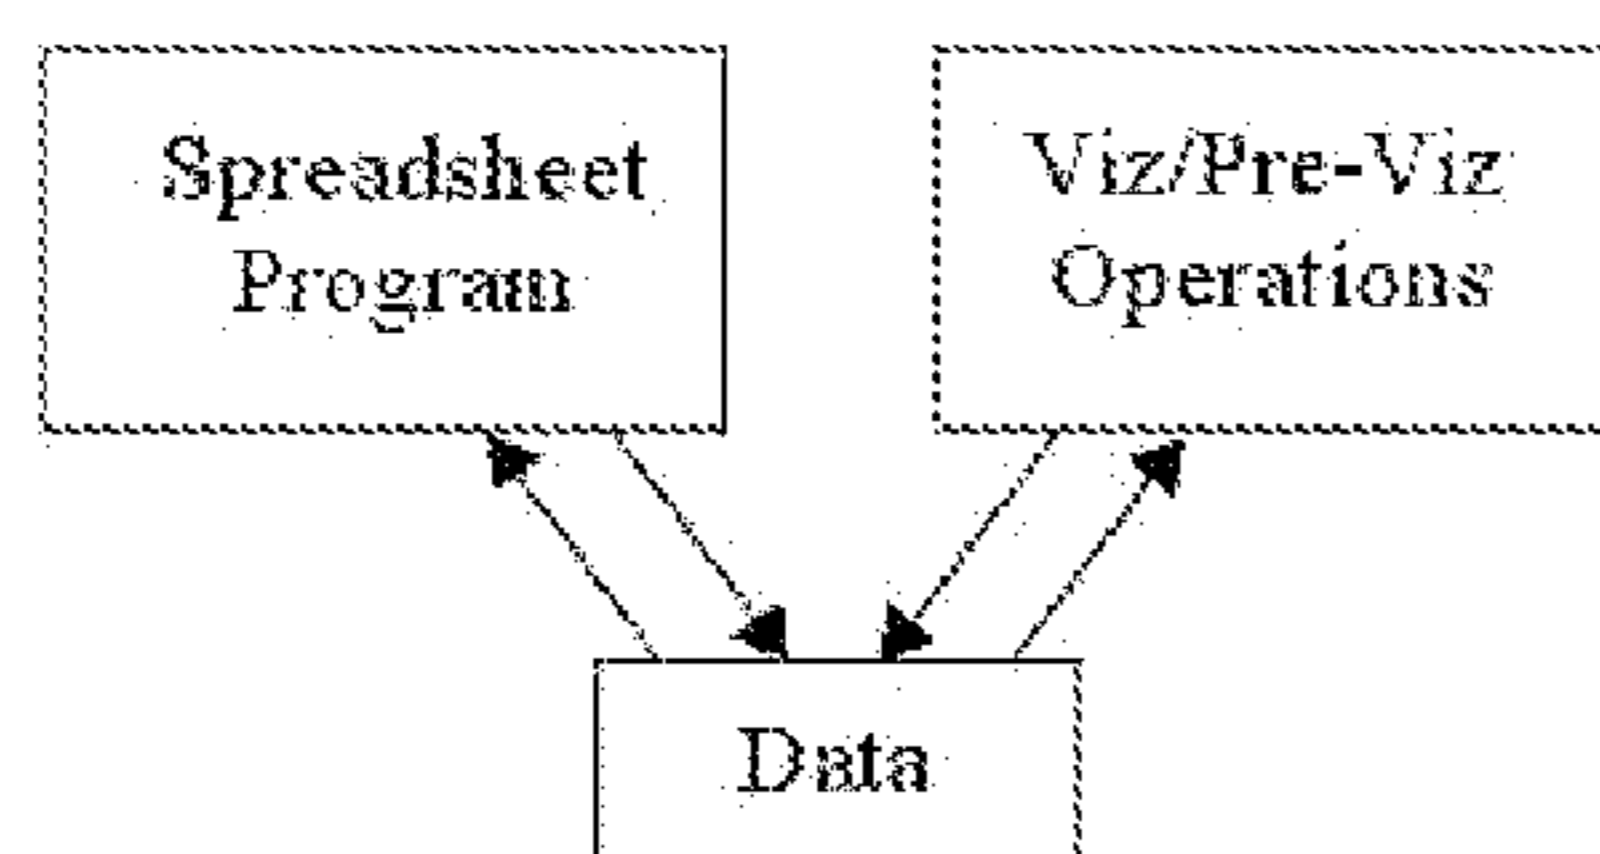 Spreadsheet
Program
Viz/Pre-Viz
Operations
Data